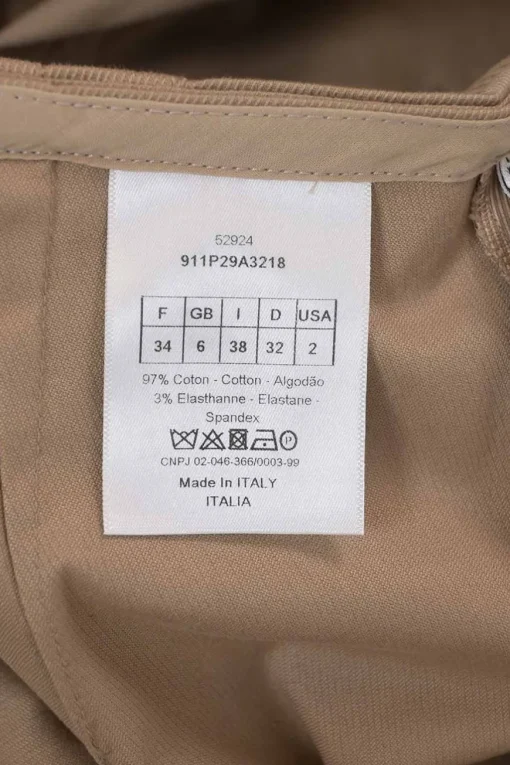 52924
911P29A3218
F GB I D USA
34 6 38 32 2
97% Coton - Cotton - Algodão
3% Elasthanne - Elastane -
Spandex
P
CNPJ 02-046-366/0003-99
Made In ITALY
ITALIA